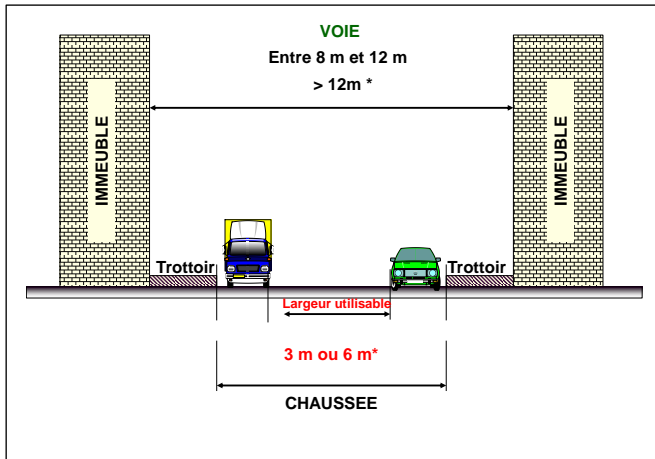 VOIE
Entre 8 m et 12 m
> 12m *
IMMEUBLE
IMMEUBLE
Trottoir
Trottoir
Largeur utilisable
3 m ou 6 m*
CHAUSSEE